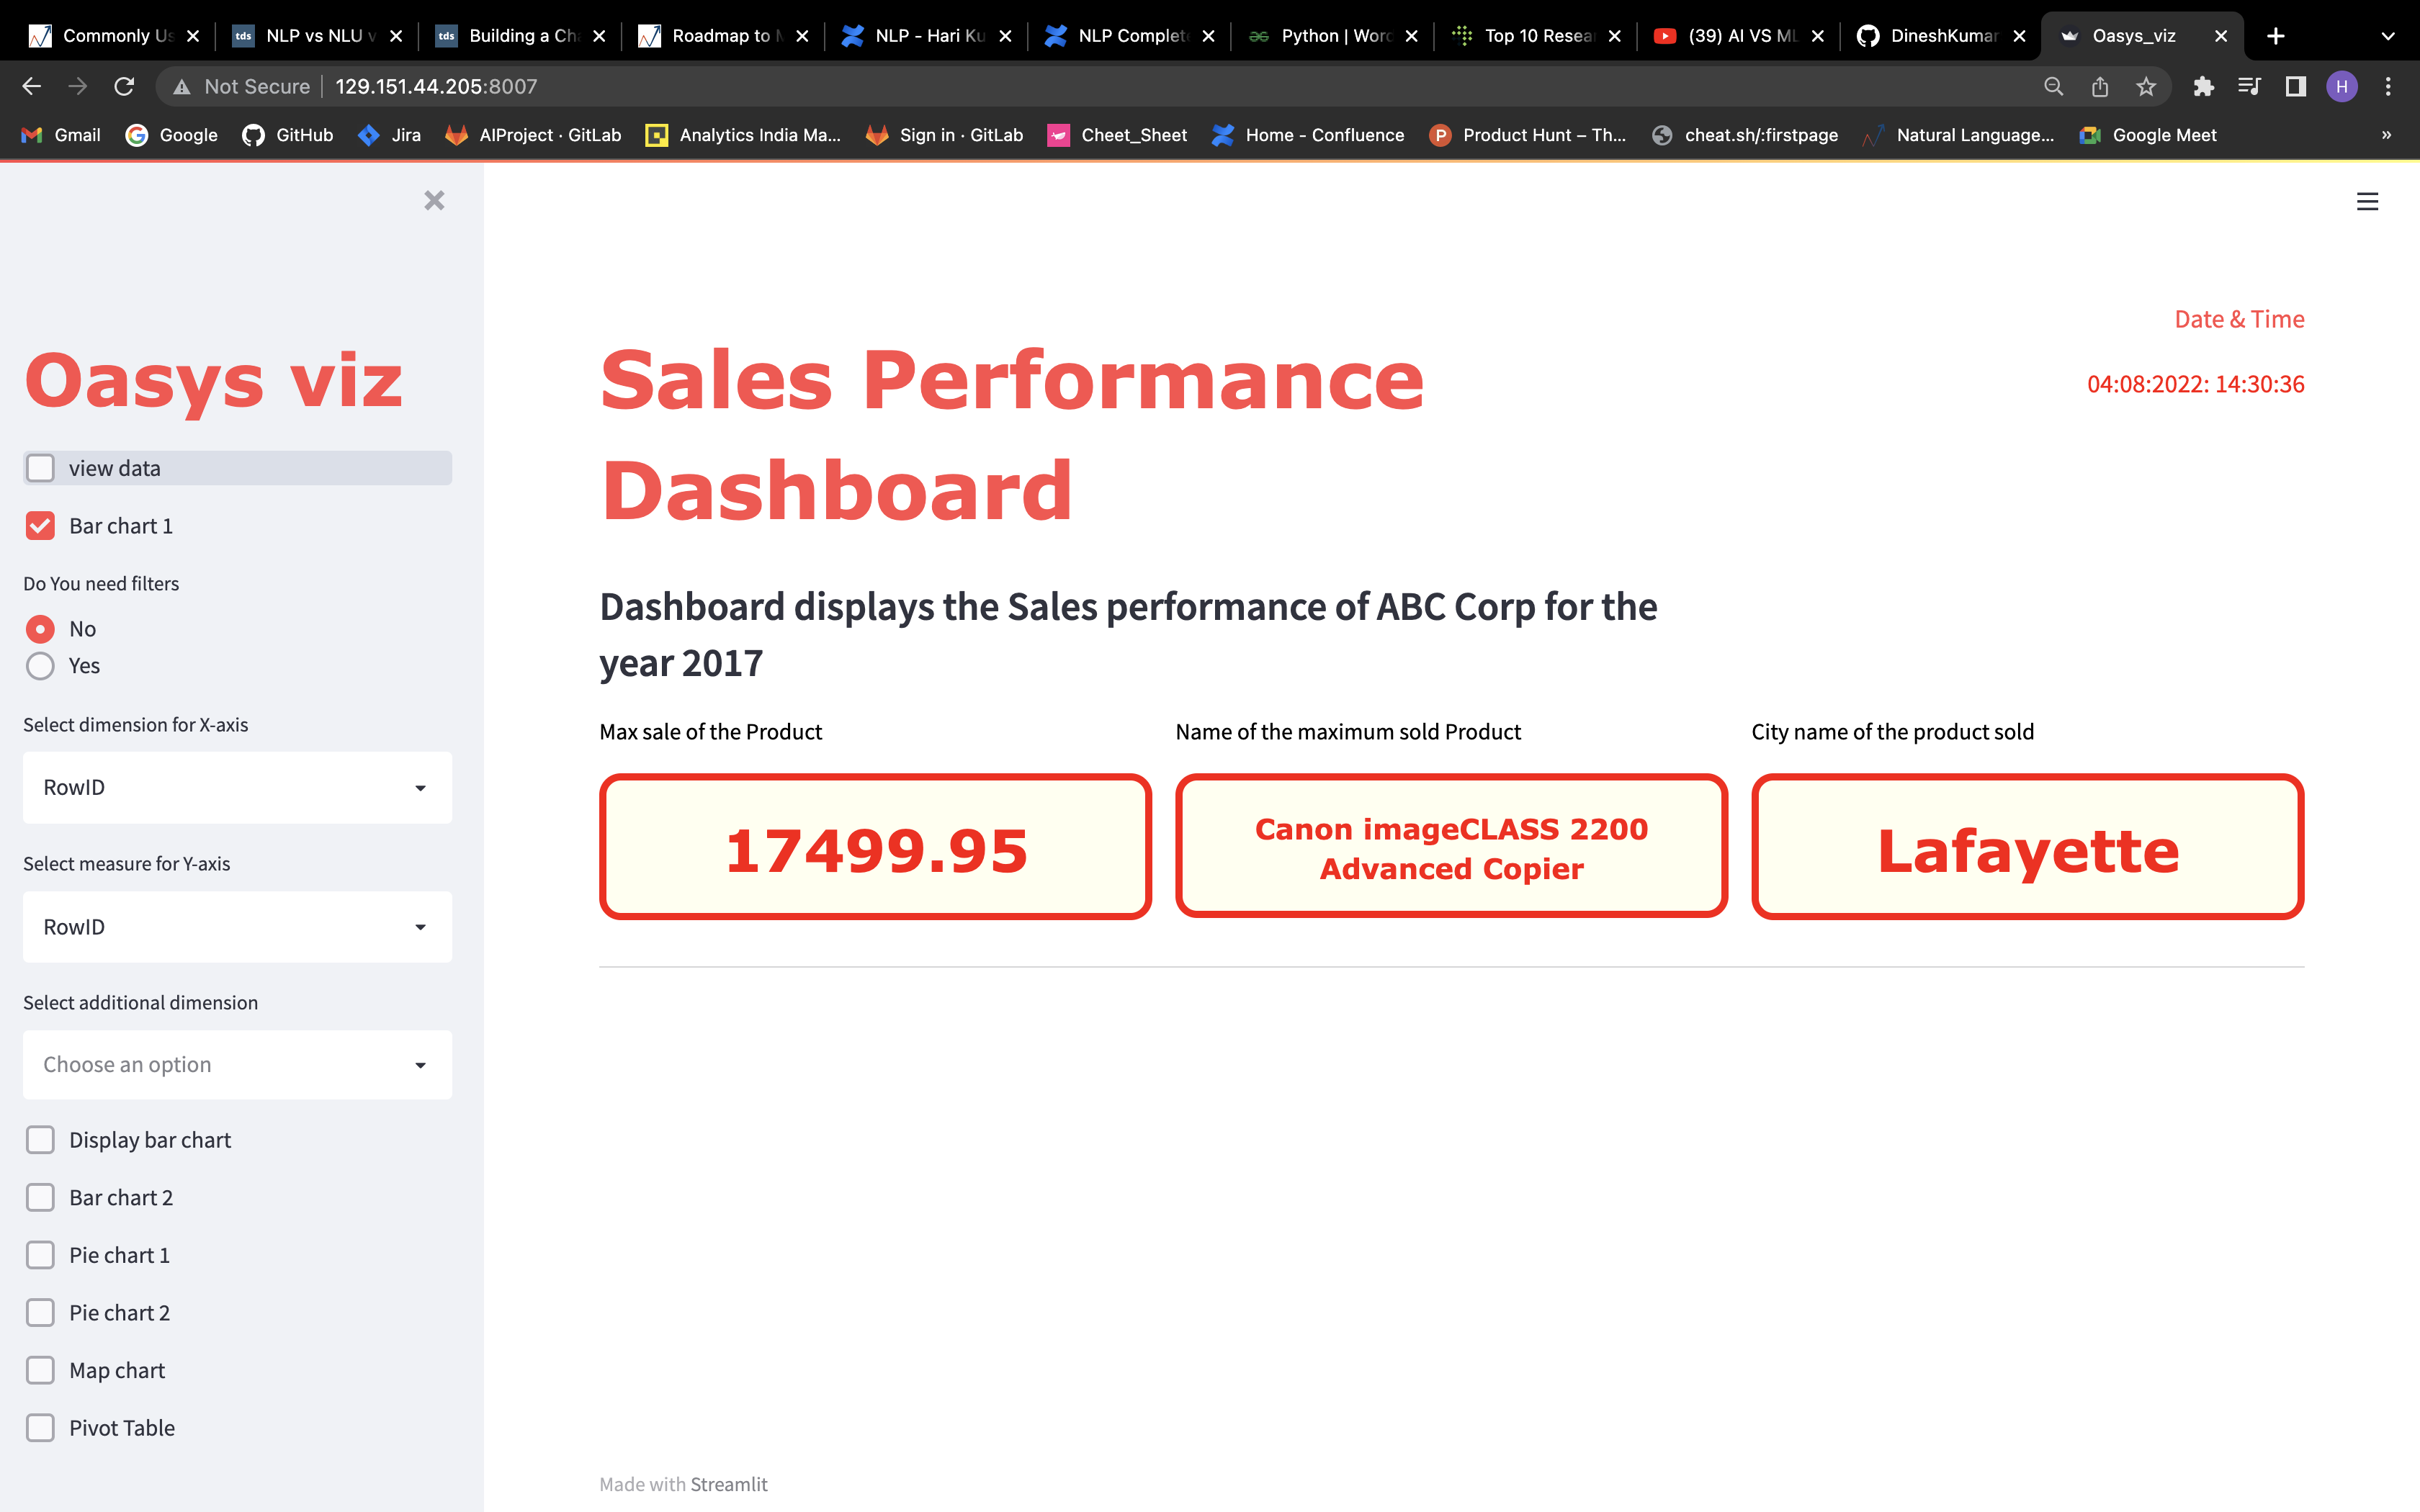 Commonly Us
tds NLP vs NLU v
tds Building a Ch
Roadmap to M
NLP - Hari Ku
NLP Complet
Python | Word
Top 10 Resea
(39) AI VS ML
DineshKumar
Oasys_viz
Not Secure 129.151.44.205:8007
H
Gmail
Google
GitHub
Jira
AIProject · GitLab
Analytics India Ma...
Sign in · GitLab
Cheet_Sheet
Home - Confluence
P Product Hunt – Th...
cheat.sh/:firstpage
Natural Language...
Google Meet
»
Oasys viz
view data
Bar chart 1
Do You need filters
No
Yes
Select dimension for X-axis
RowID
Select measure for Y-axis
RowID
Select additional dimension
Choose an option
Display bar chart
Bar chart 2
Pie chart 1
Pie chart 2
Map chart
Pivot Table
Date & Time
04:08:2022: 14:30:36
Sales Performance
Dashboard
Dashboard displays the Sales performance of ABC Corp for the
year 2017
Max sale of the Product
17499.95
Name of the maximum sold Product
Canon imageCLASS 2200
Advanced Copier
City name of the product sold
Lafayette
Made with Streamlit